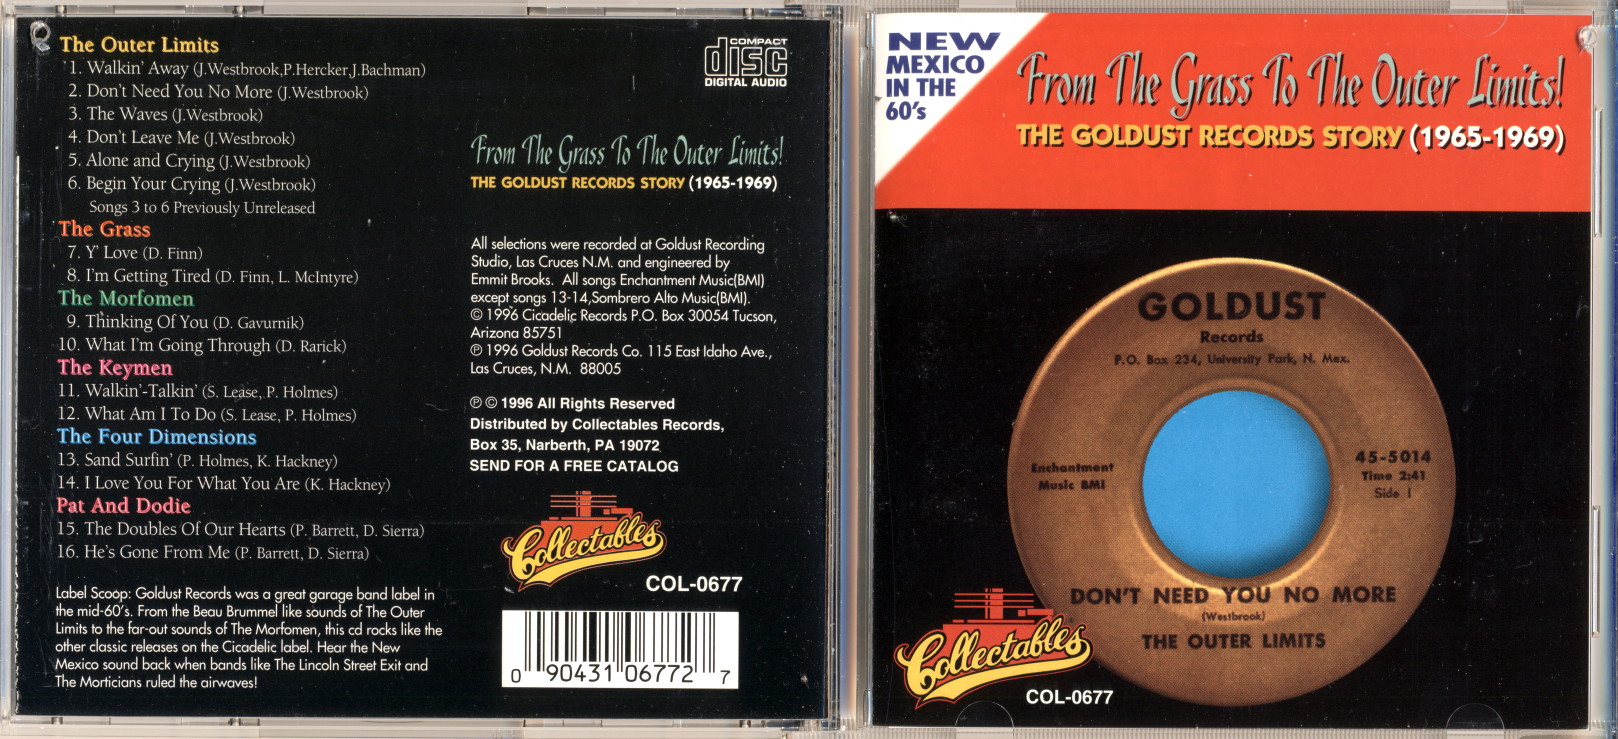 The Outer Limits
1. Walkin' Away (J.Westbrook,P.Hercker,J.Bachman)
2. Don't Need You No More (J.Westbrook)
3. The Waves (J.Westbrook)
4. Don't Leave Me (J.Westbrook)
5. Alone and Crying (J.Westbrook)
6. Begin Your Crying (J.Westbrook)
Songs 3 to 6 Previously Unreleased
The Grass
7. Y' Love (D. Finn)
8. I'm Getting Tired (D. Finn, L. McIntyre)
The Morfomen
9. Thinking Of You (D. Gavurnik)
10. What I'm Going Through (D. Rarick)
The Keymen
11. Walkin'-Talkin' (S. Lease, P. Holmes)
12. What Am I To Do (S. Lease, P. Holmes)
The Four Dimensions
13. Sand Surfin' (P. Holmes, K. Hackney)
14. I Love You For What You Are (K. Hackney)
Pat And Dodie
15. The Doubles Of Our Hearts (P. Barrett, D. Sierra)
16. He's Gone From Me (P. Barrett, D. Sierra)
Label Scoop: Goldust Records was a great garage band label in
the mid-60's. From the Beau Brummel like sounds of The Outer
Limits to the far-out sounds of The Morfomen, this cd rocks like the
other classic releases on the Cicadelic label. Hear the New
Mexico sound back when bands like The Lincoln Street Exit and
The Morticians ruled the airwaves!
COMPACT
disc
DIGITAL AUDIO
From The Grass To The Outer Limits!
THE GOLDUST RECORDS STORY (1965-1969)
All selections were recorded at Goldust Recording
Studio, Las Cruces N.M. and engineered by
Emmit Brooks. All songs Enchantment Music(BMI)
except songs 13-14,Sombrero Alto Music(BMI).
© 1996 Cicadelic Records P.O. Box 30054 Tucson,
Arizona 85751
℗ 1996 Goldust Records Co. 115 East Idaho Ave.,
Las Cruces, N.M. 88005
℗ © 1996 All Rights Reserved
Distributed by Collectables Records,
Box 35, Narberth, PA 19072
SEND FOR A FREE CATALOG
Collectables
COL-0677
0 90431 06772 7
NEW
MEXICO
IN THE
60's
From The Grass To The Outer Limits!
THE GOLDUST RECORDS STORY (1965-1969)
GOLDUST
Records
P.O. Box 234, University Park, N. Mex.
Enchantment
Music BMI
45-5014
Time 2:41
Side 1
DON'T NEED YOU NO MORE
(Westbrook)
THE OUTER LIMITS
Collectables
COL-0677